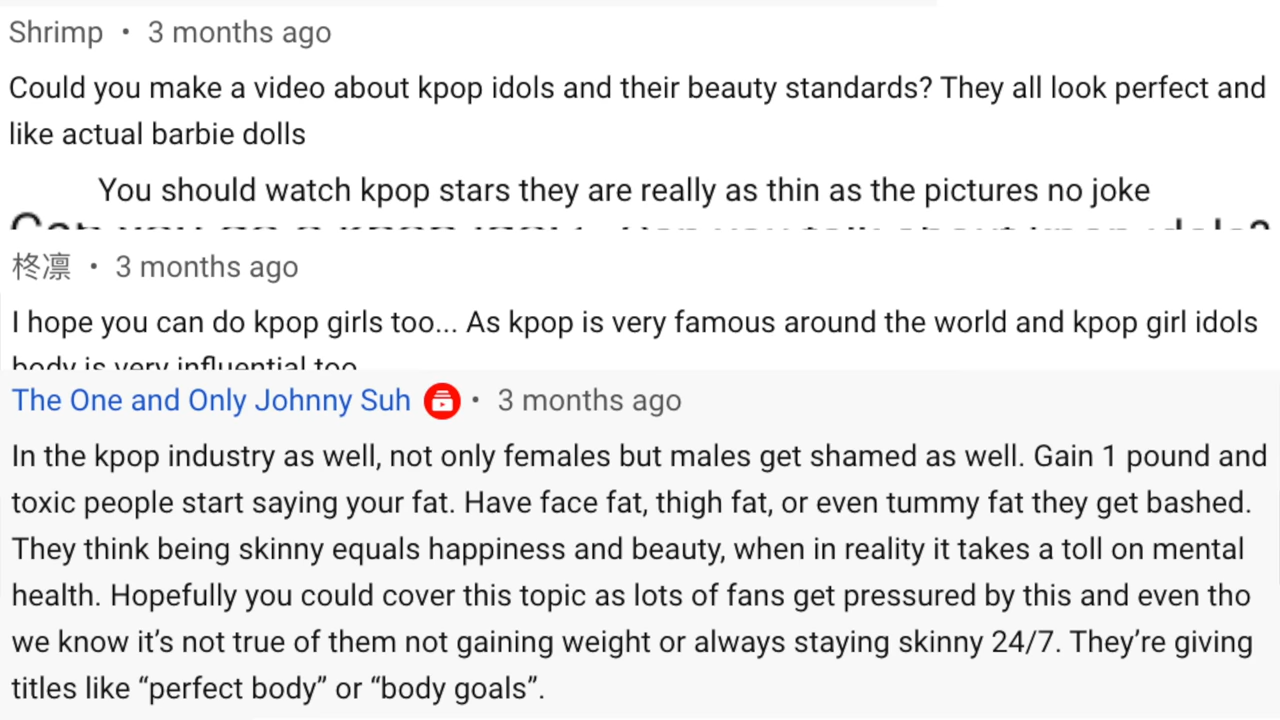 Shrimp • 3 months ago
Could you make a video about kpop idols and their beauty standards? They all look perfect and
like actual barbie dolls
You should watch kpop stars they are really as thin as the pictures no joke
柊凛 • 3 months ago
I hope you can do kpop girls too... As kpop is very famous around the world and kpop girl idols
body is very influential too
The One and Only Johnny Suh • 3 months ago
In the kpop industry as well, not only females but males get shamed as well. Gain 1 pound and
toxic people start saying your fat. Have face fat, thigh fat, or even tummy fat they get bashed.
They think being skinny equals happiness and beauty, when in reality it takes a toll on mental
health. Hopefully you could cover this topic as lots of fans get pressured by this and even tho
we know it’s not true of them not gaining weight or always staying skinny 24/7. They’re giving
titles like “perfect body” or “body goals”.